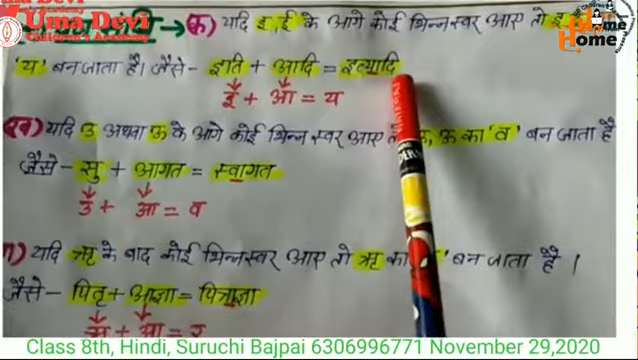 Uma Devi
Children's Academy
संधि → क) यदि इ, ई के आगे कोई भिन्न स्वर आए तो
Home
'य' बन जाता है। जैसे- इति + आदि = इत्यादि
इ + आ = य
ख) यदि उ अथवा ऊ के आगे कोई भिन्न स्वर आए ऊ का 'व' बन जाता है
जैसे- सु + आगत = स्वागत
उ + आ = व
ग) यदि ऋ के बाद कोई भिन्न स्वर आए तो ऋ का बन जाता है।
जैसे- पितृ + आज्ञा = पित्राज्ञा
ऋ + आ = र
Class 8th, Hindi, Suruchi Bajpai 6306996771 November 29,2020